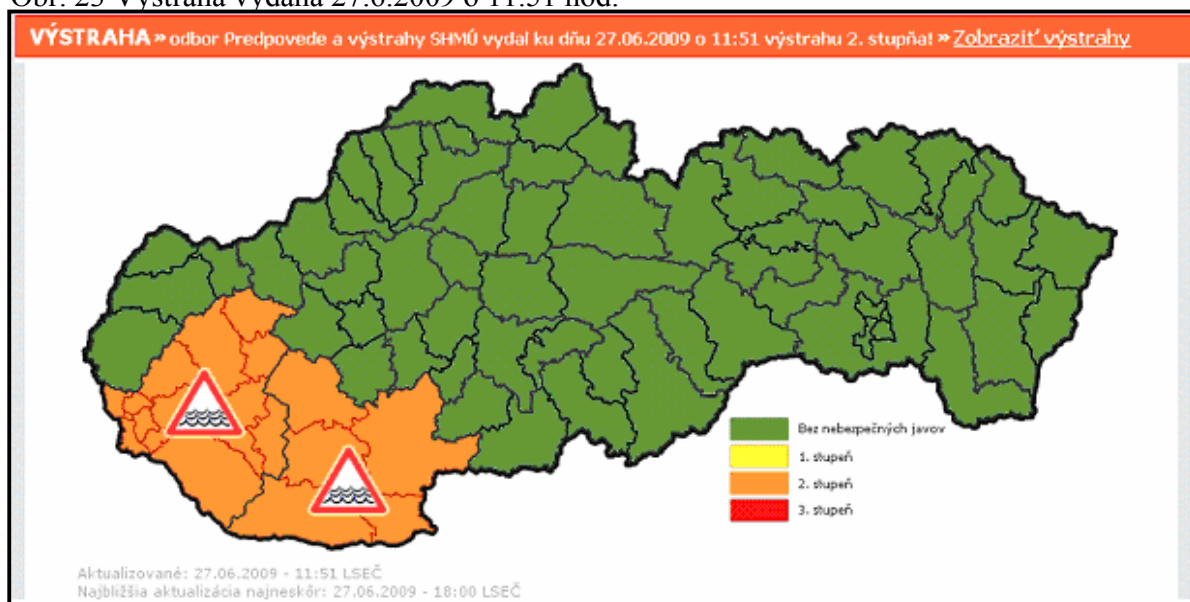 Obr. 23 Výstraha vydaná 27.6.2009 o 11:51 hod.
VÝSTRAHA » odbor Predpovede a výstrahy SHMÚ vydal ku dňu 27.06.2009 o 11:51 výstrahu 2. stupňa! » Zobraziť výstrahy
Bez nebezpečných javov
1. stupeň
2. stupeň
3. stupeň
Aktualizované: 27.06.2009 - 11:51 LSEČ
Najbližšia aktualizácia najneskôr: 27.06.2009 - 18:00 LSEČ